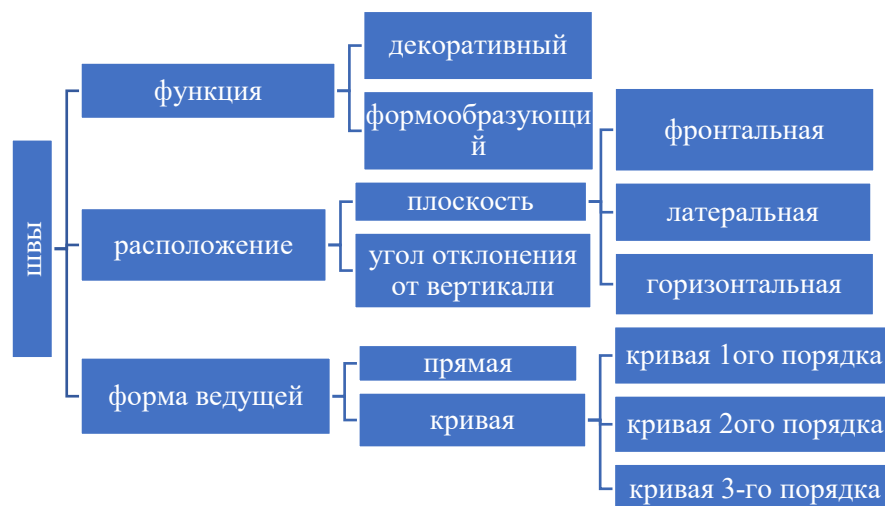 швы
функция
декоративный
формообразующи
й
расположение
плоскость
фронтальная
латеральная
горизонтальная
угол отклонения
от вертикали
форма ведущей
прямая
кривая
кривая 1ого порядка
кривая 2ого порядка
кривая 3-го порядка